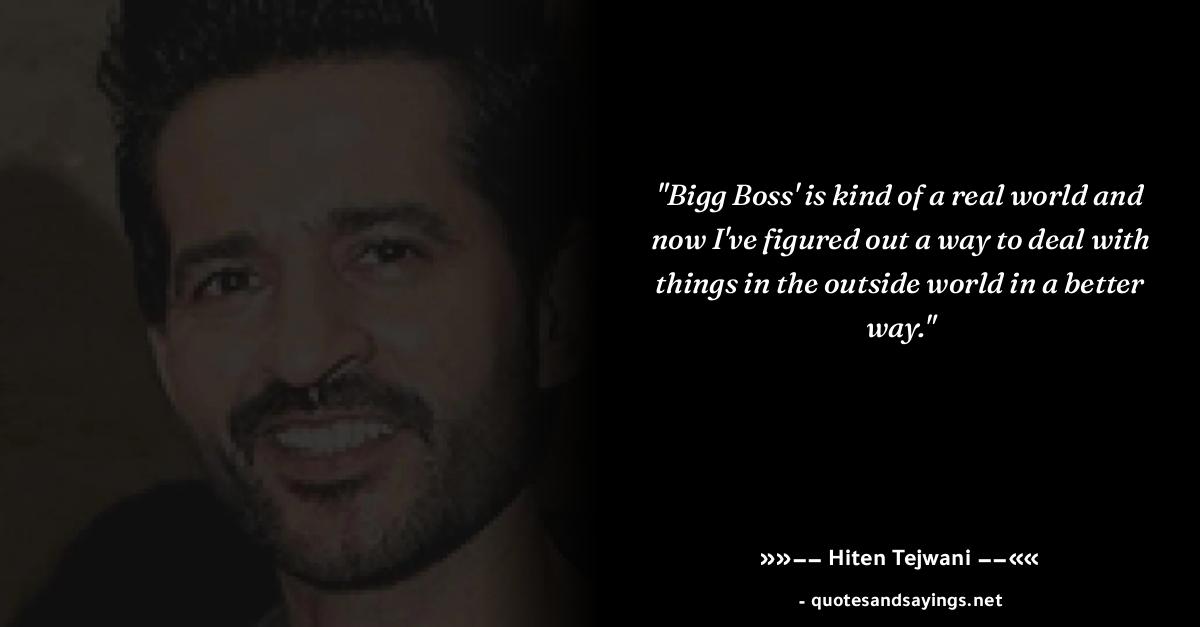 "Bigg Boss' is kind of a real world and
now I've figured out a way to deal with
things in the outside world in a better
way."
»»–– Hiten Tejwani ––««
- quotesandsayings.net